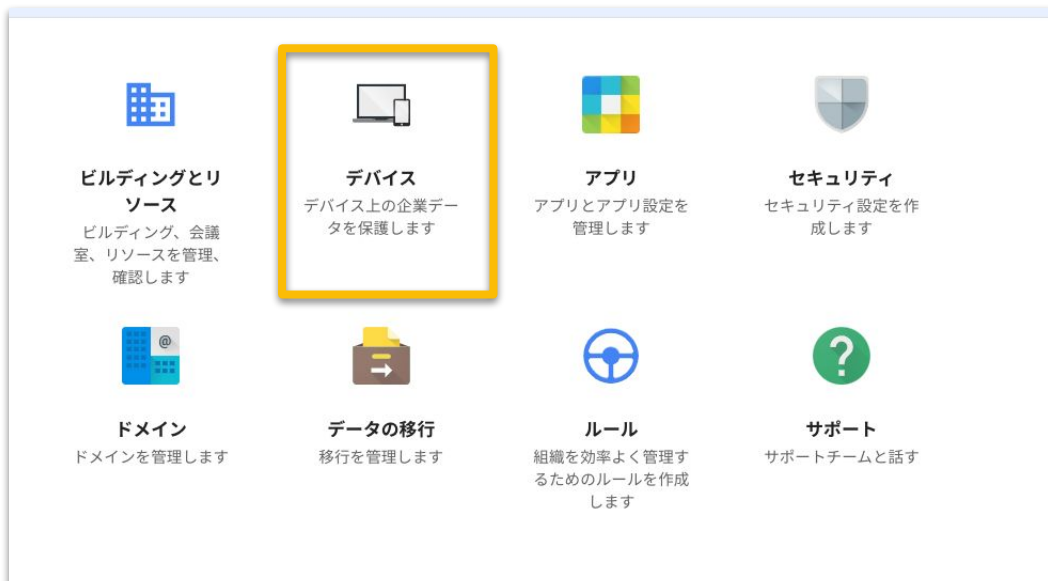 ビルディングとリ
ソース
ビルディング、会議
室、リソースを管理、
確認します
デバイス
デバイス上の企業デー
タを保護します
アプリ
アプリとアプリ設定を
管理します
セキュリティ
セキュリティ設定を作
成します
@
ドメイン
ドメインを管理します
データの移行
移行を管理します
ルール
組織を効率よく管理す
るためのルールを作成
します
?
サポート
サポートチームと話す